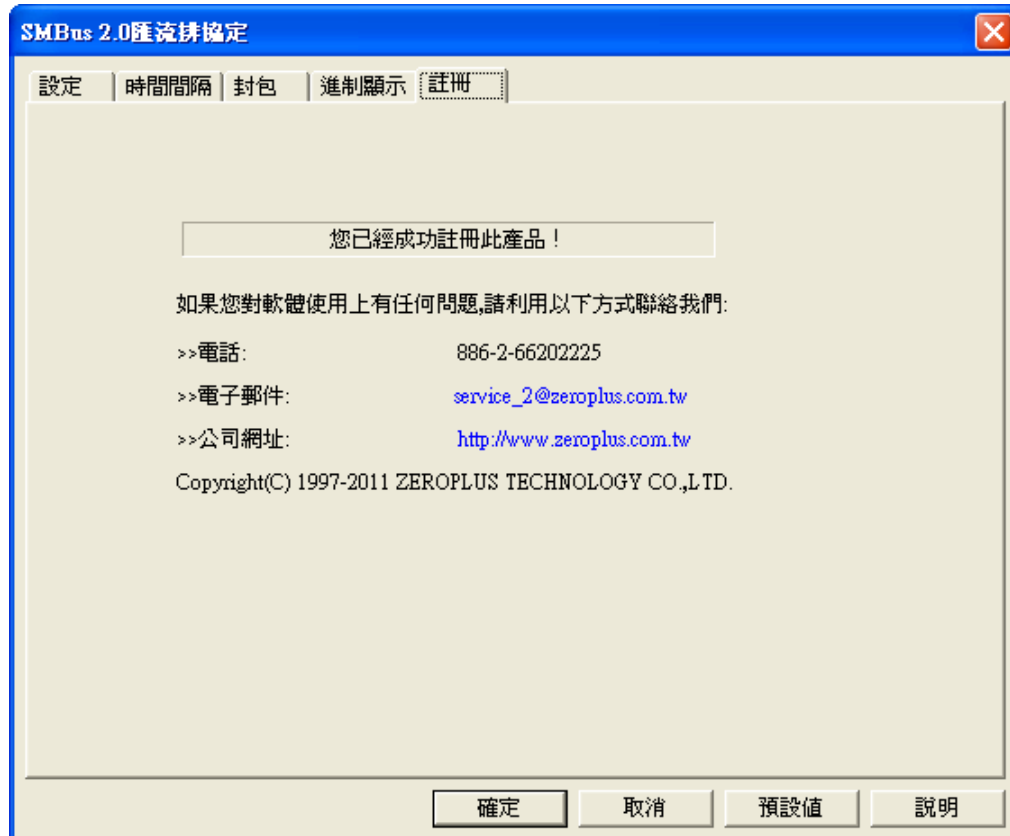 SMBus 2.0匯流排協定
設定 時間間隔 封包 進制顯示 註冊
您已經成功註冊此產品！
如果您對軟體使用上有任何問題,請利用以下方式聯絡我們:
>>電話: 886-2-66202225
>>電子郵件: service_2@zeroplus.com.tw
>>公司網址: http://www.zeroplus.com.tw
Copyright(C) 1997-2011 ZEROPLUS TECHNOLOGY CO.,LTD.
確定 取消 預設值 說明